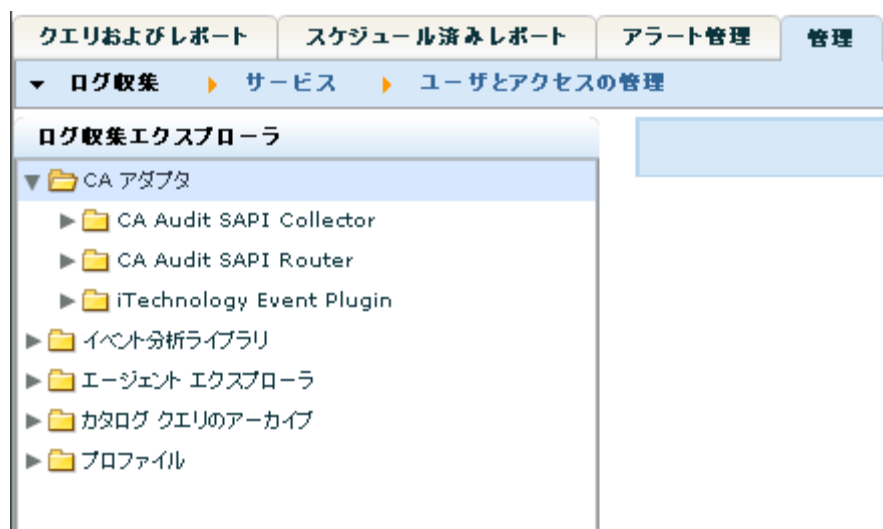 クエリおよびレポート スケジュール済みレポート アラート管理 管理
ログ収集 サービス ユーザとアクセスの管理
ログ収集エクスプローラ
CA アダプタ
CA Audit SAPI Collector
CA Audit SAPI Router
iTechnology Event Plugin
イベント分析ライブラリ
エージェント エクスプローラ
カタログ クエリのアーカイブ
プロファイル